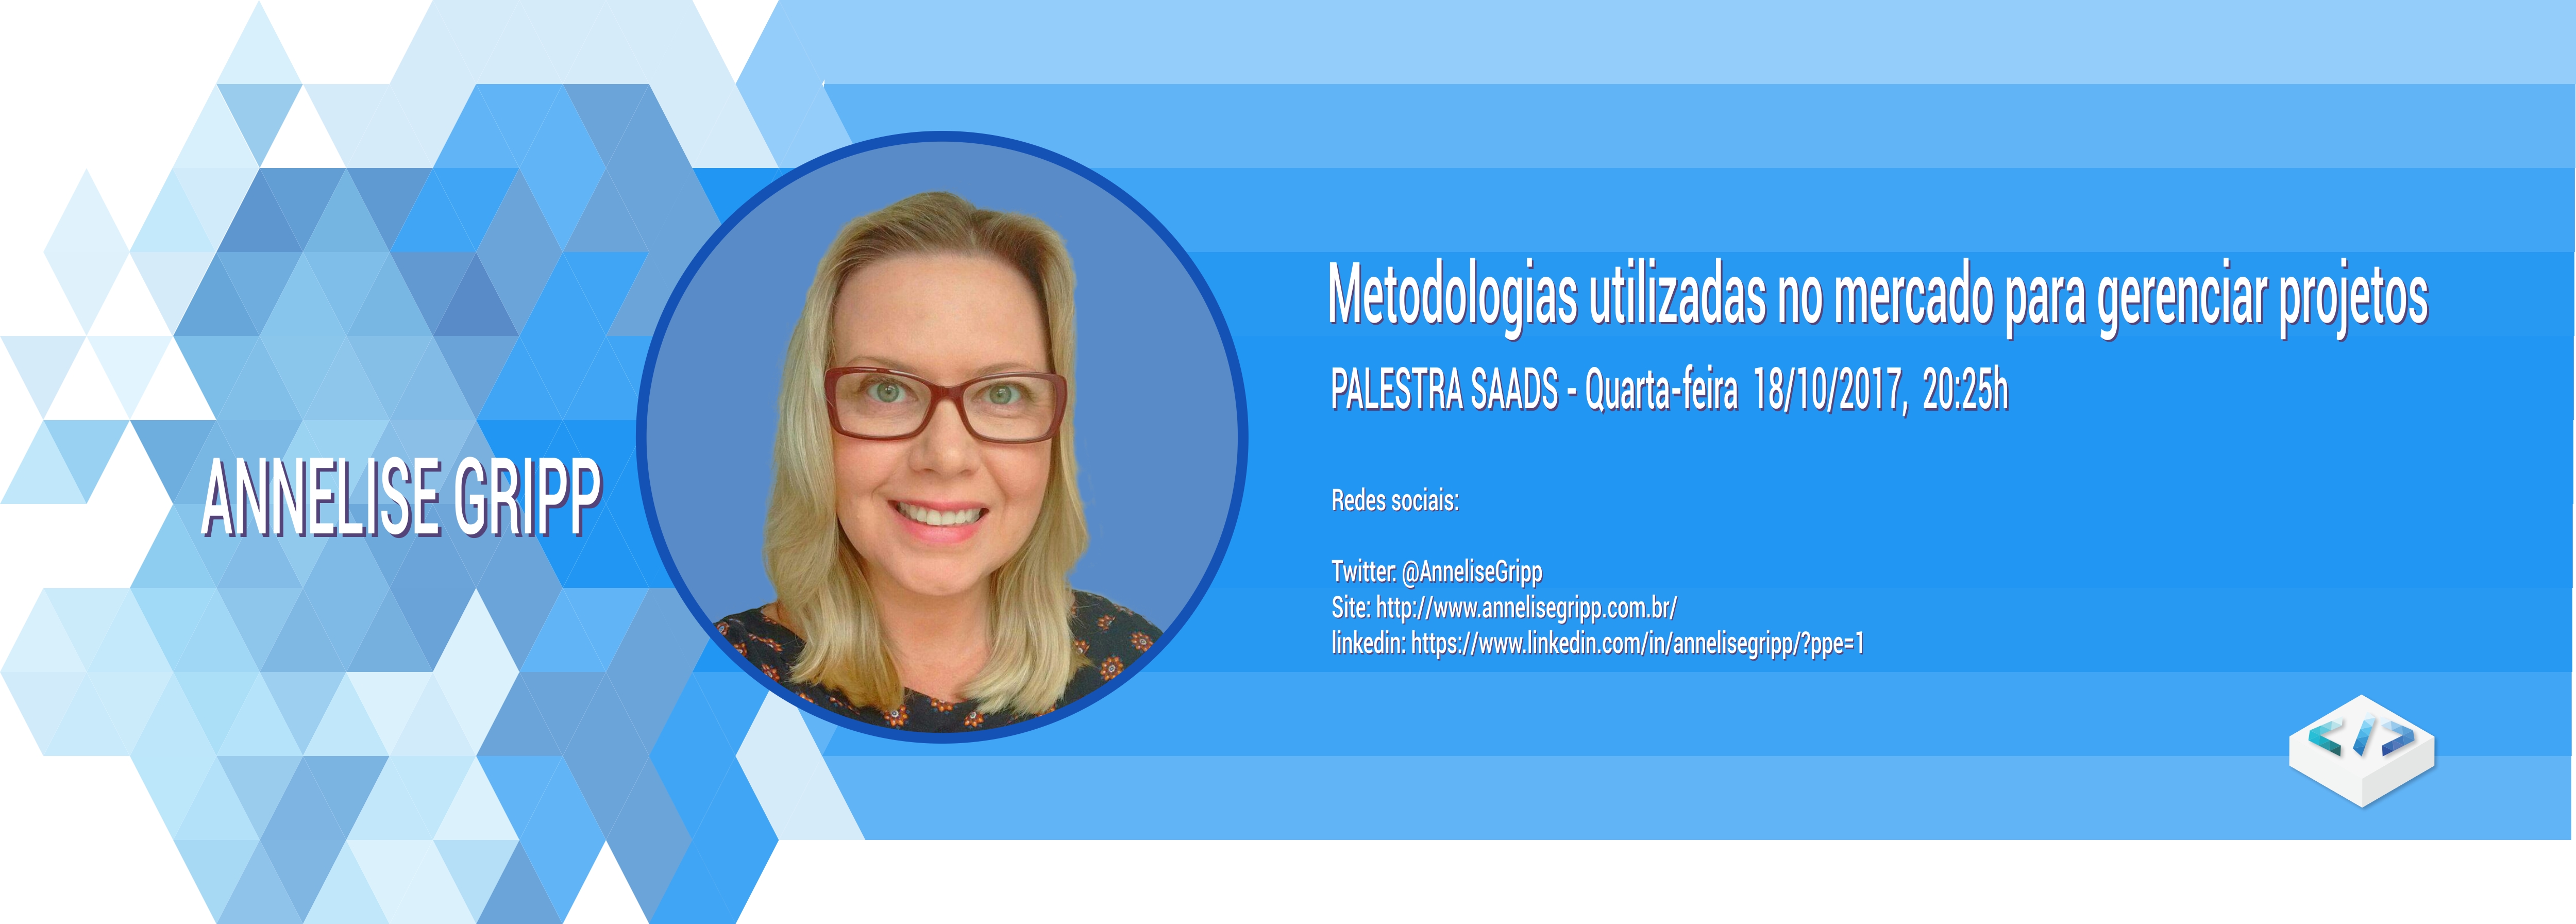 ANNELISE GRIPP
Metodologias utilizadas no mercado para gerenciar projetos
PALESTRA SAADS - Quarta-feira 18/10/2017, 20:25h
Redes sociais:
Twitter: @AnneliseGripp
Site: http://www.annelisegripp.com.br/
linkedin: https://www.linkedin.com/in/annelisegripp/?ppe=1